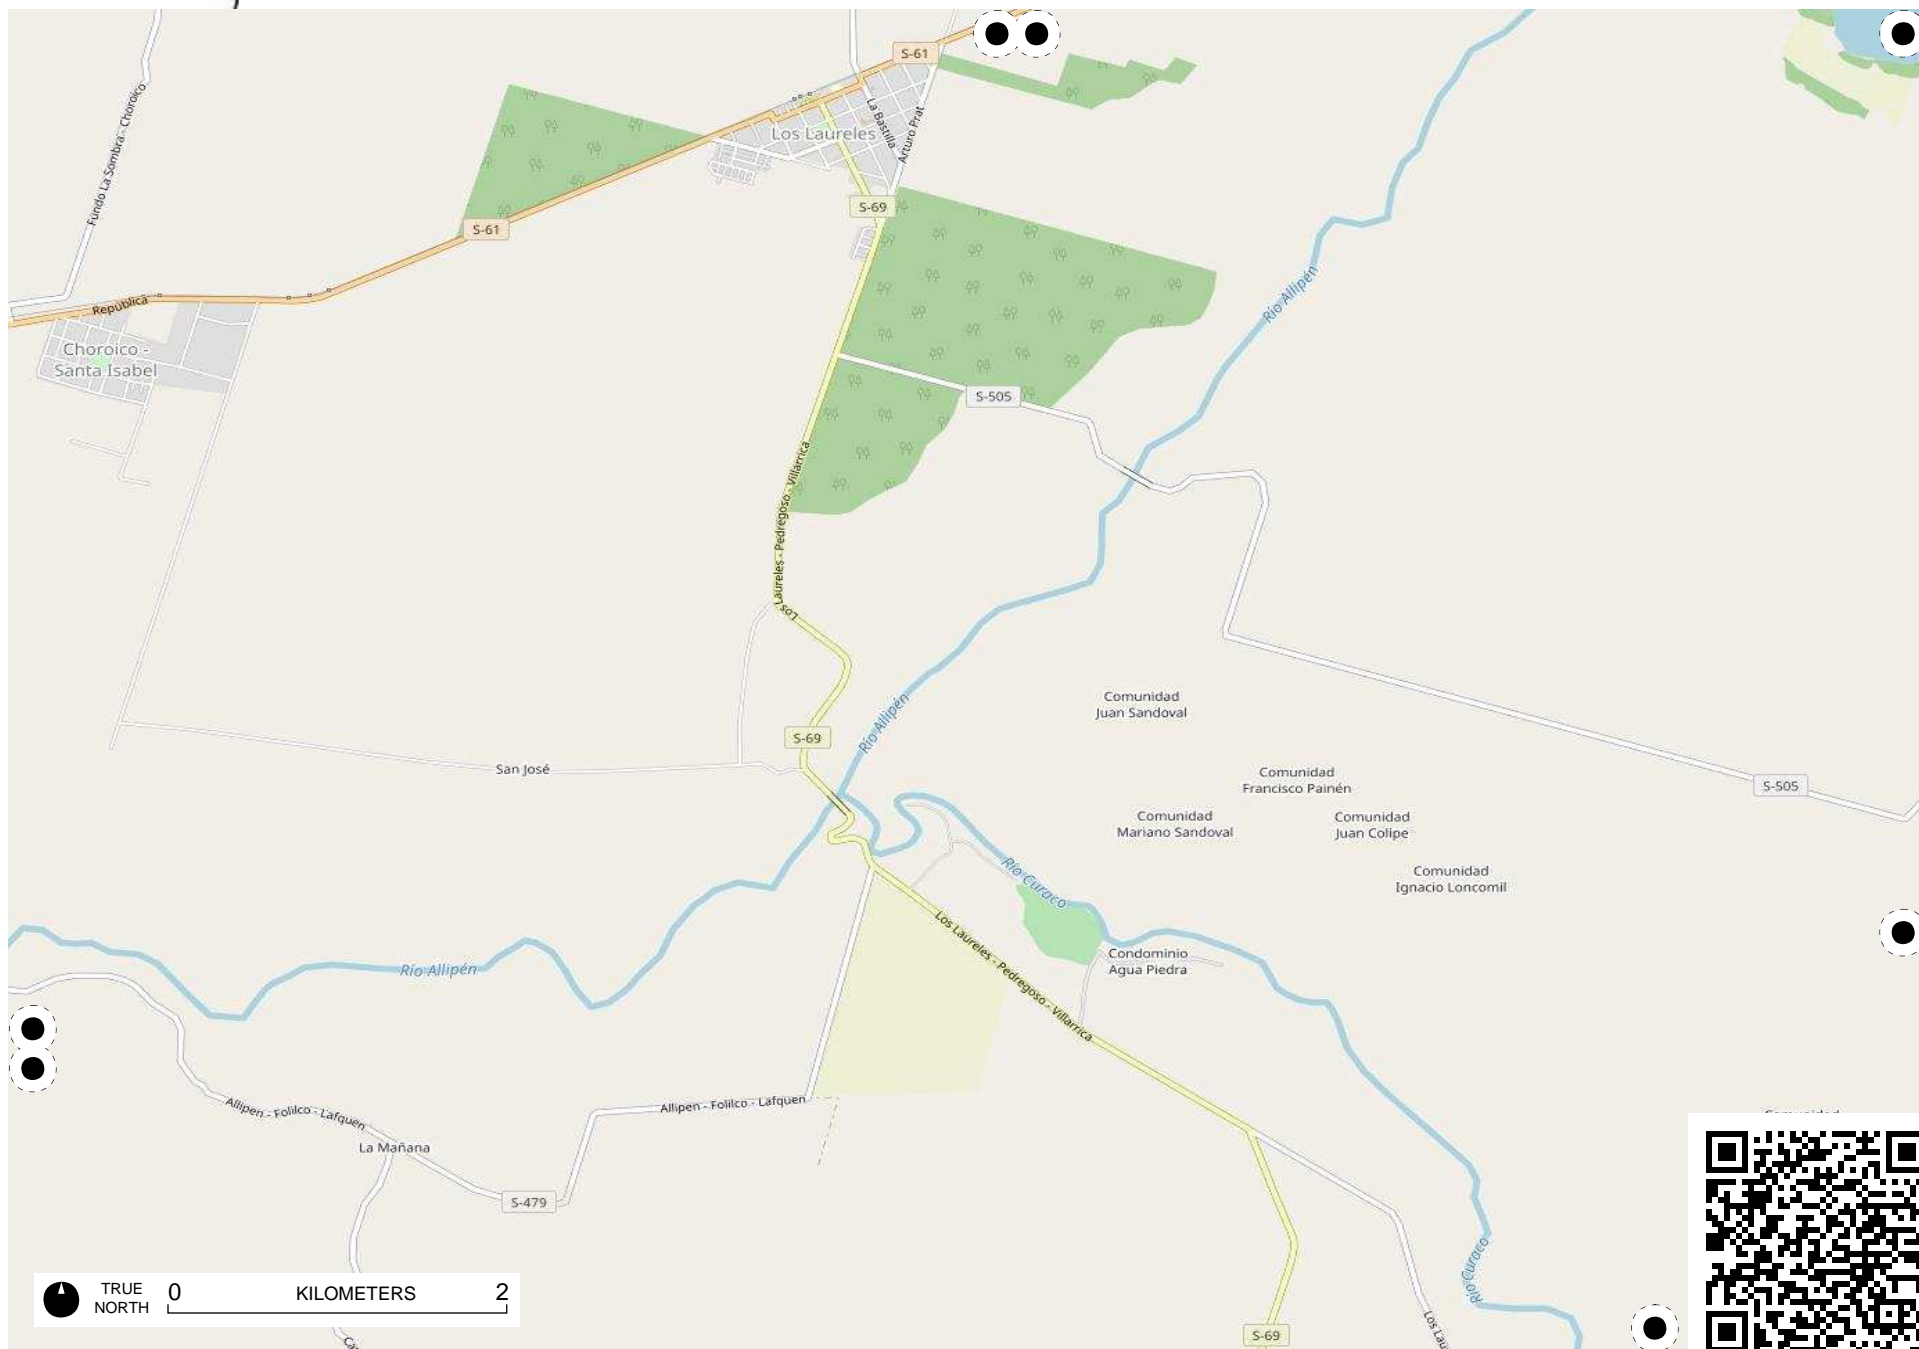 S-61
Fundo La Sombra - Choroico
La Bastilla
Arturo Prat
Los Laureles
S-69
S-61
Río Allipén
República
Choroico -
Santa Isabel
S-505
Los Laureles - Pedregoso - Villarrica
Comunidad
Juan Sandoval
Río Allipén
S-69
San José
Comunidad
Francisco Painén
S-505
Comunidad
Mariano Sandoval
Comunidad
Juan Colipe
Río Curaco
Comunidad
Ignacio Loncomil
Los Laureles - Pedregoso - Villarrica
Condominio
Agua Piedra
Río Allipén
Allipen - Folilco - Lafquen
Allipen - Folilco - Lafquen
La Mañana
S-479
Río Curaco
TRUE
NORTH
0 KILOMETERS 2
S-69
Los Lau